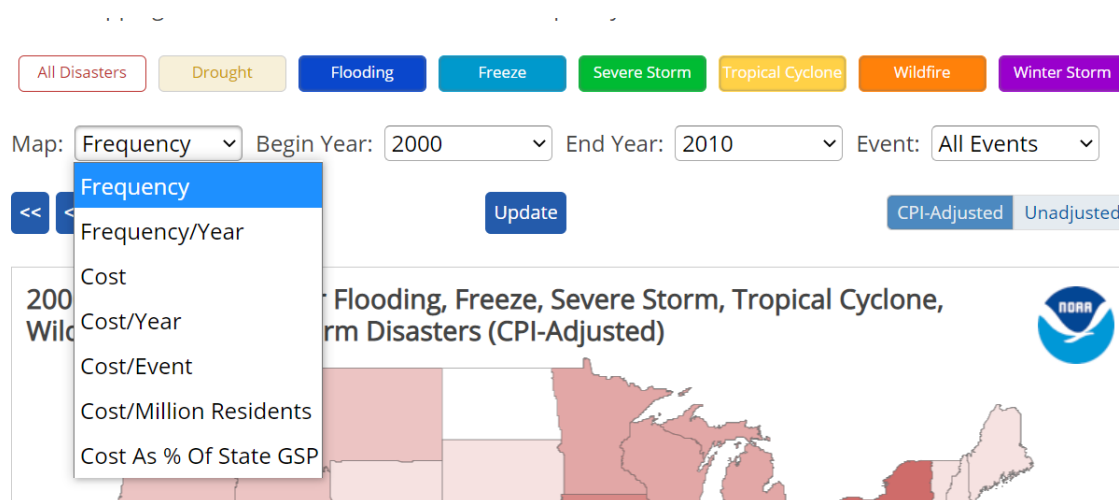 All Disasters Drought Flooding Freeze Severe Storm Tropical Cyclone Wildfire Winter Storm
Map: Frequency Begin Year: 2000 End Year: 2010 Event: All Events
Frequency
<< < Update CPI-Adjusted Unadjusted
Frequency/Year
Cost
200 Flooding, Freeze, Severe Storm, Tropical Cyclone,
Cost/Year
rm Disasters (CPI-Adjusted)
NOAA
Cost/Event
Cost/Million Residents
Cost As % Of State GSP